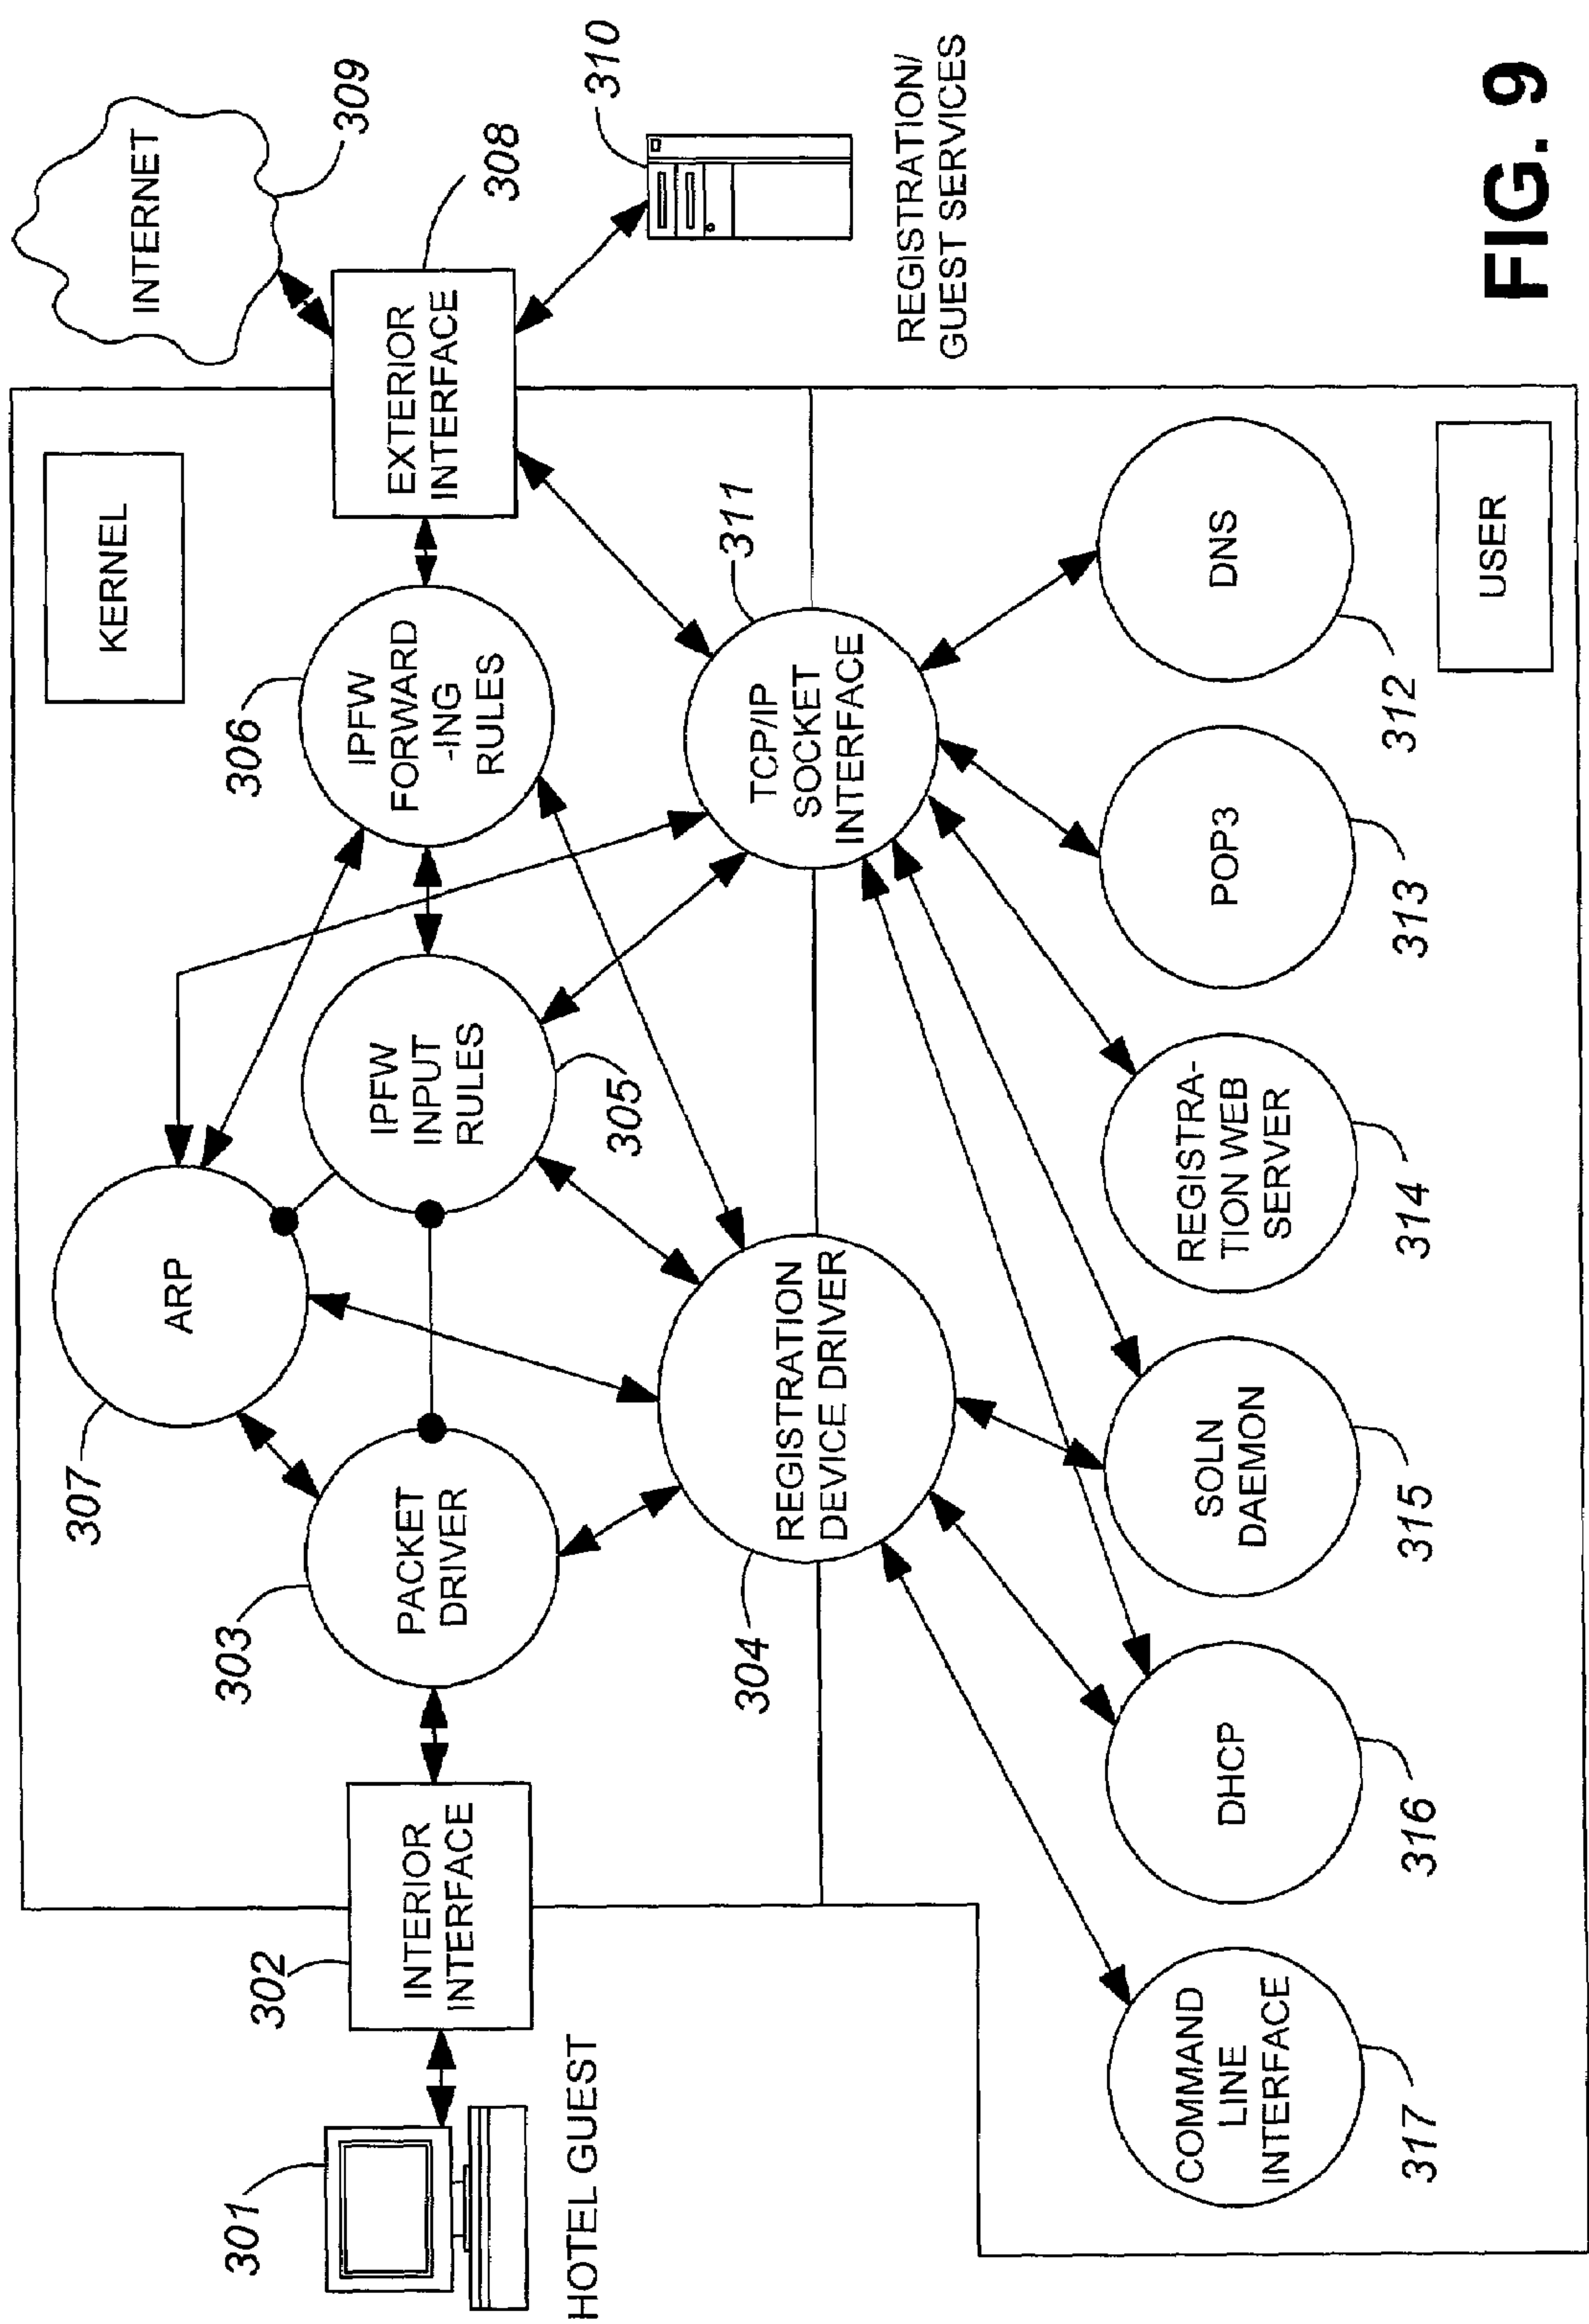 INTERNET
309
KERNEL
308
EXTERIOR
INTERFACE
310
REGISTRATION/
GUEST SERVICES
306
IPFW
FORWARD
-ING
RULES
311
TCP/IP
SOCKET
INTERFACE
ARP
307
IPFW
INPUT
RULES
305
303
PACKET
DRIVER
304
REGISTRATION
DEVICE DRIVER
302
INTERIOR
INTERFACE
301
HOTEL GUEST
COMMAND
LINE
INTERFACE
317
DHCP
316
SOLN
DAEMON
315
REGISTRA-
TION WEB
SERVER
314
POP3
313
DNS
312
USER
FIG. 9